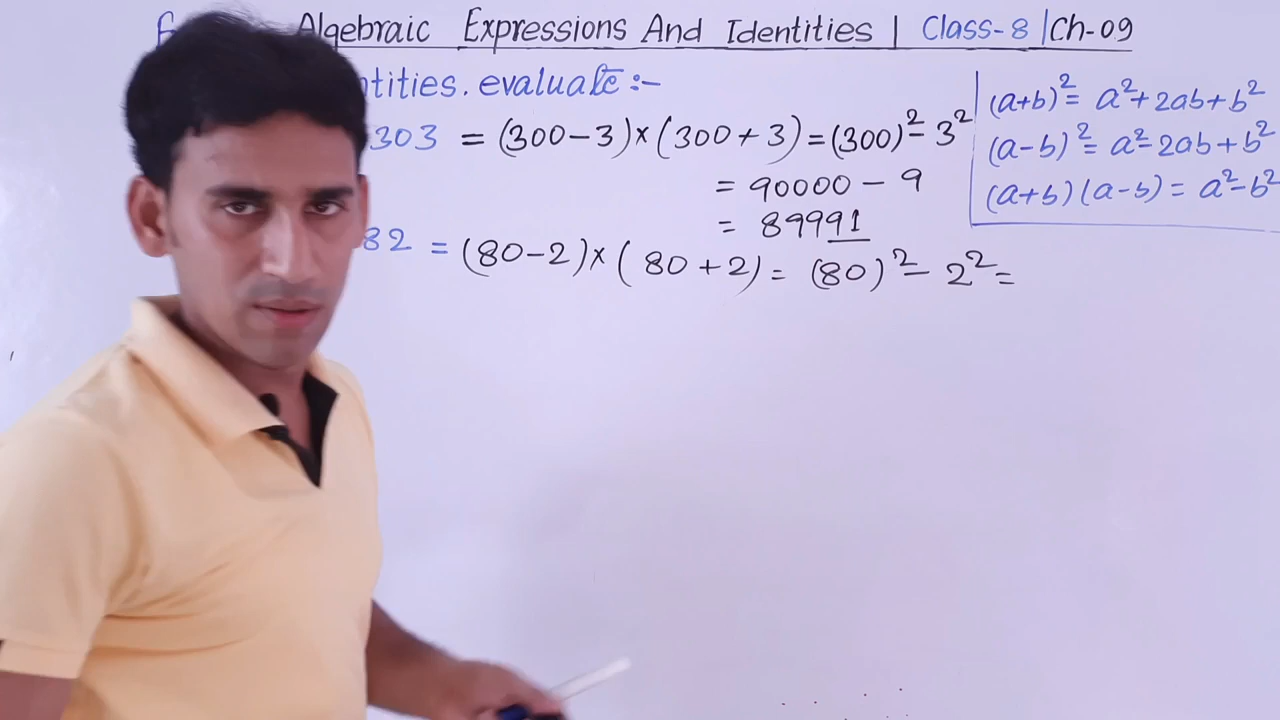 Algebraic Expressions And Identities | Class-8 | Ch-09
ntities. evaluate :-
303 = (300-3)×(300+3) = (300)² - 3²
= 90000 - 9
= 89991
82 = (80-2)×(80+2) = (80)² - 2² =
(a+b)² = a²+2ab+b²
(a-b)² = a²-2ab+b²
(a+b)(a-b) = a²-b²